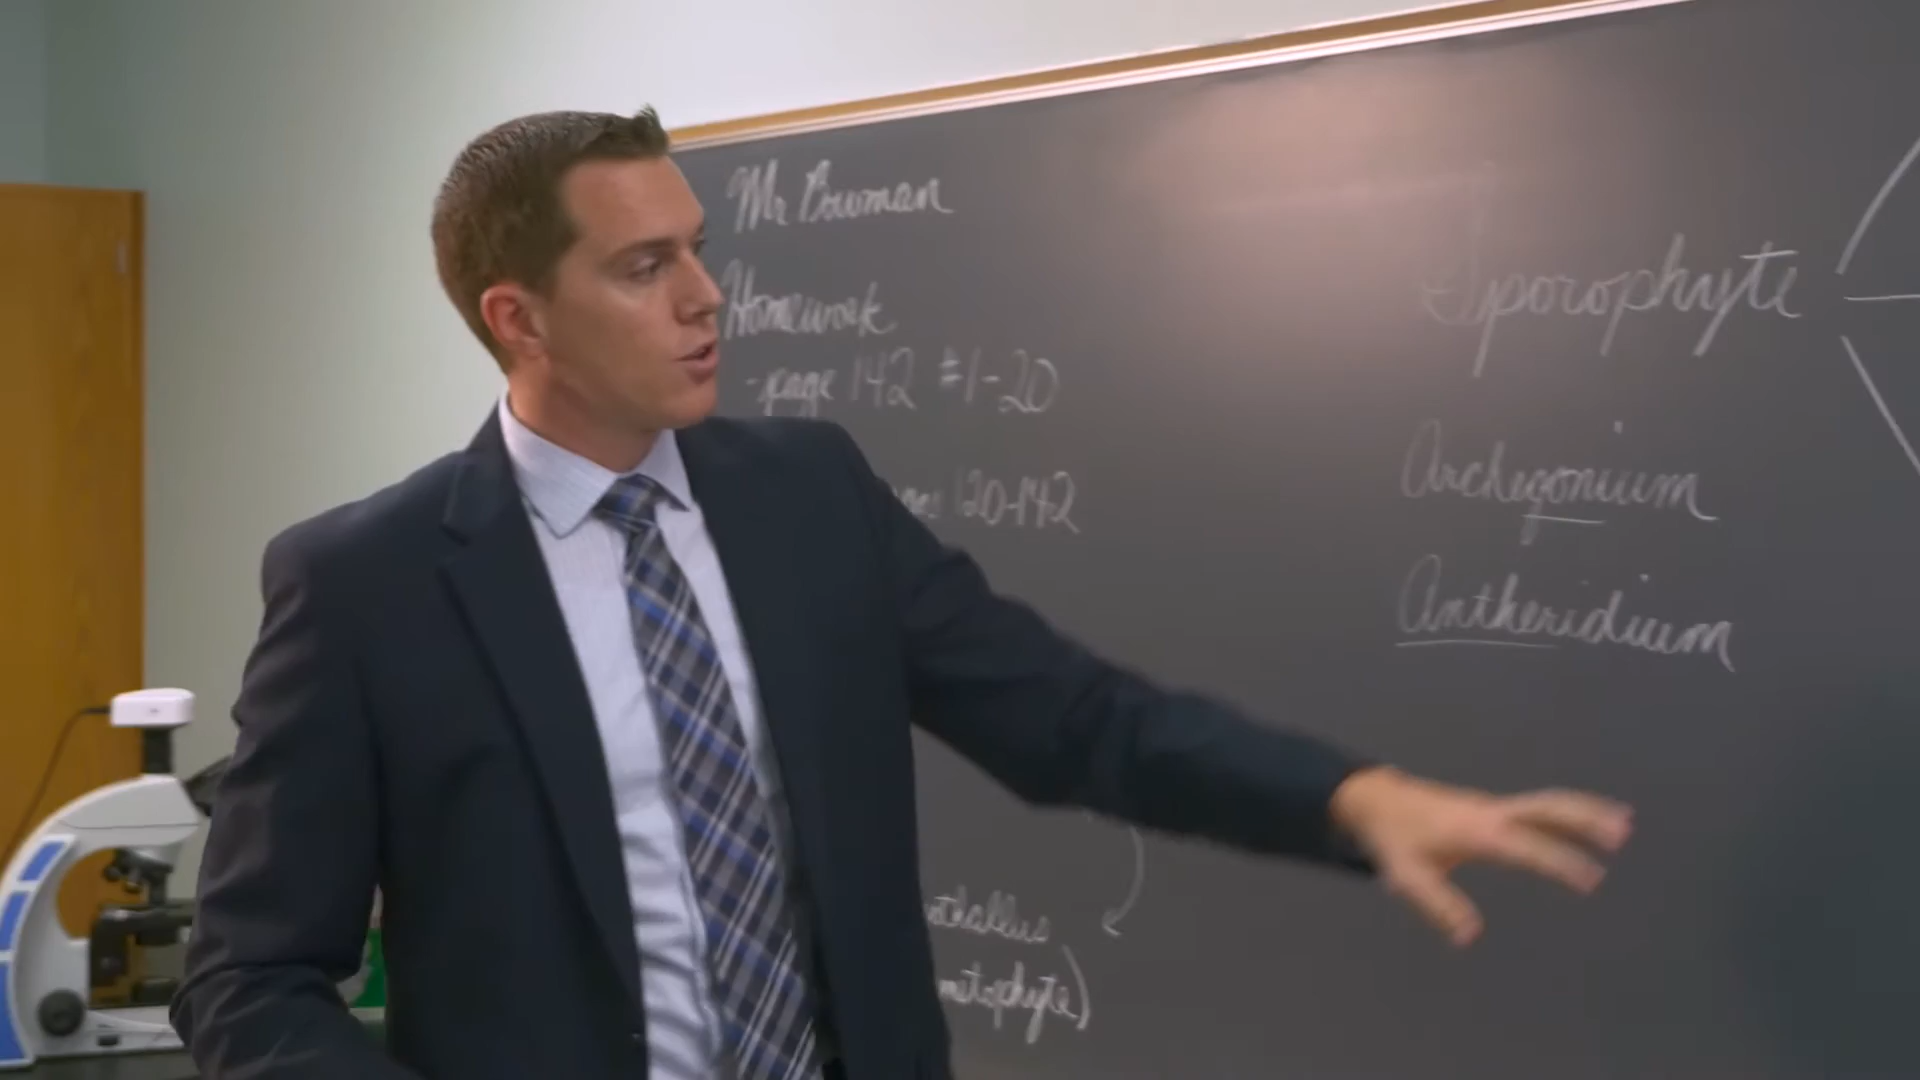 Mr Bowman
Homework
-page 142 #1-20
120-142
Sporophyte
Archegonium
Antheridium